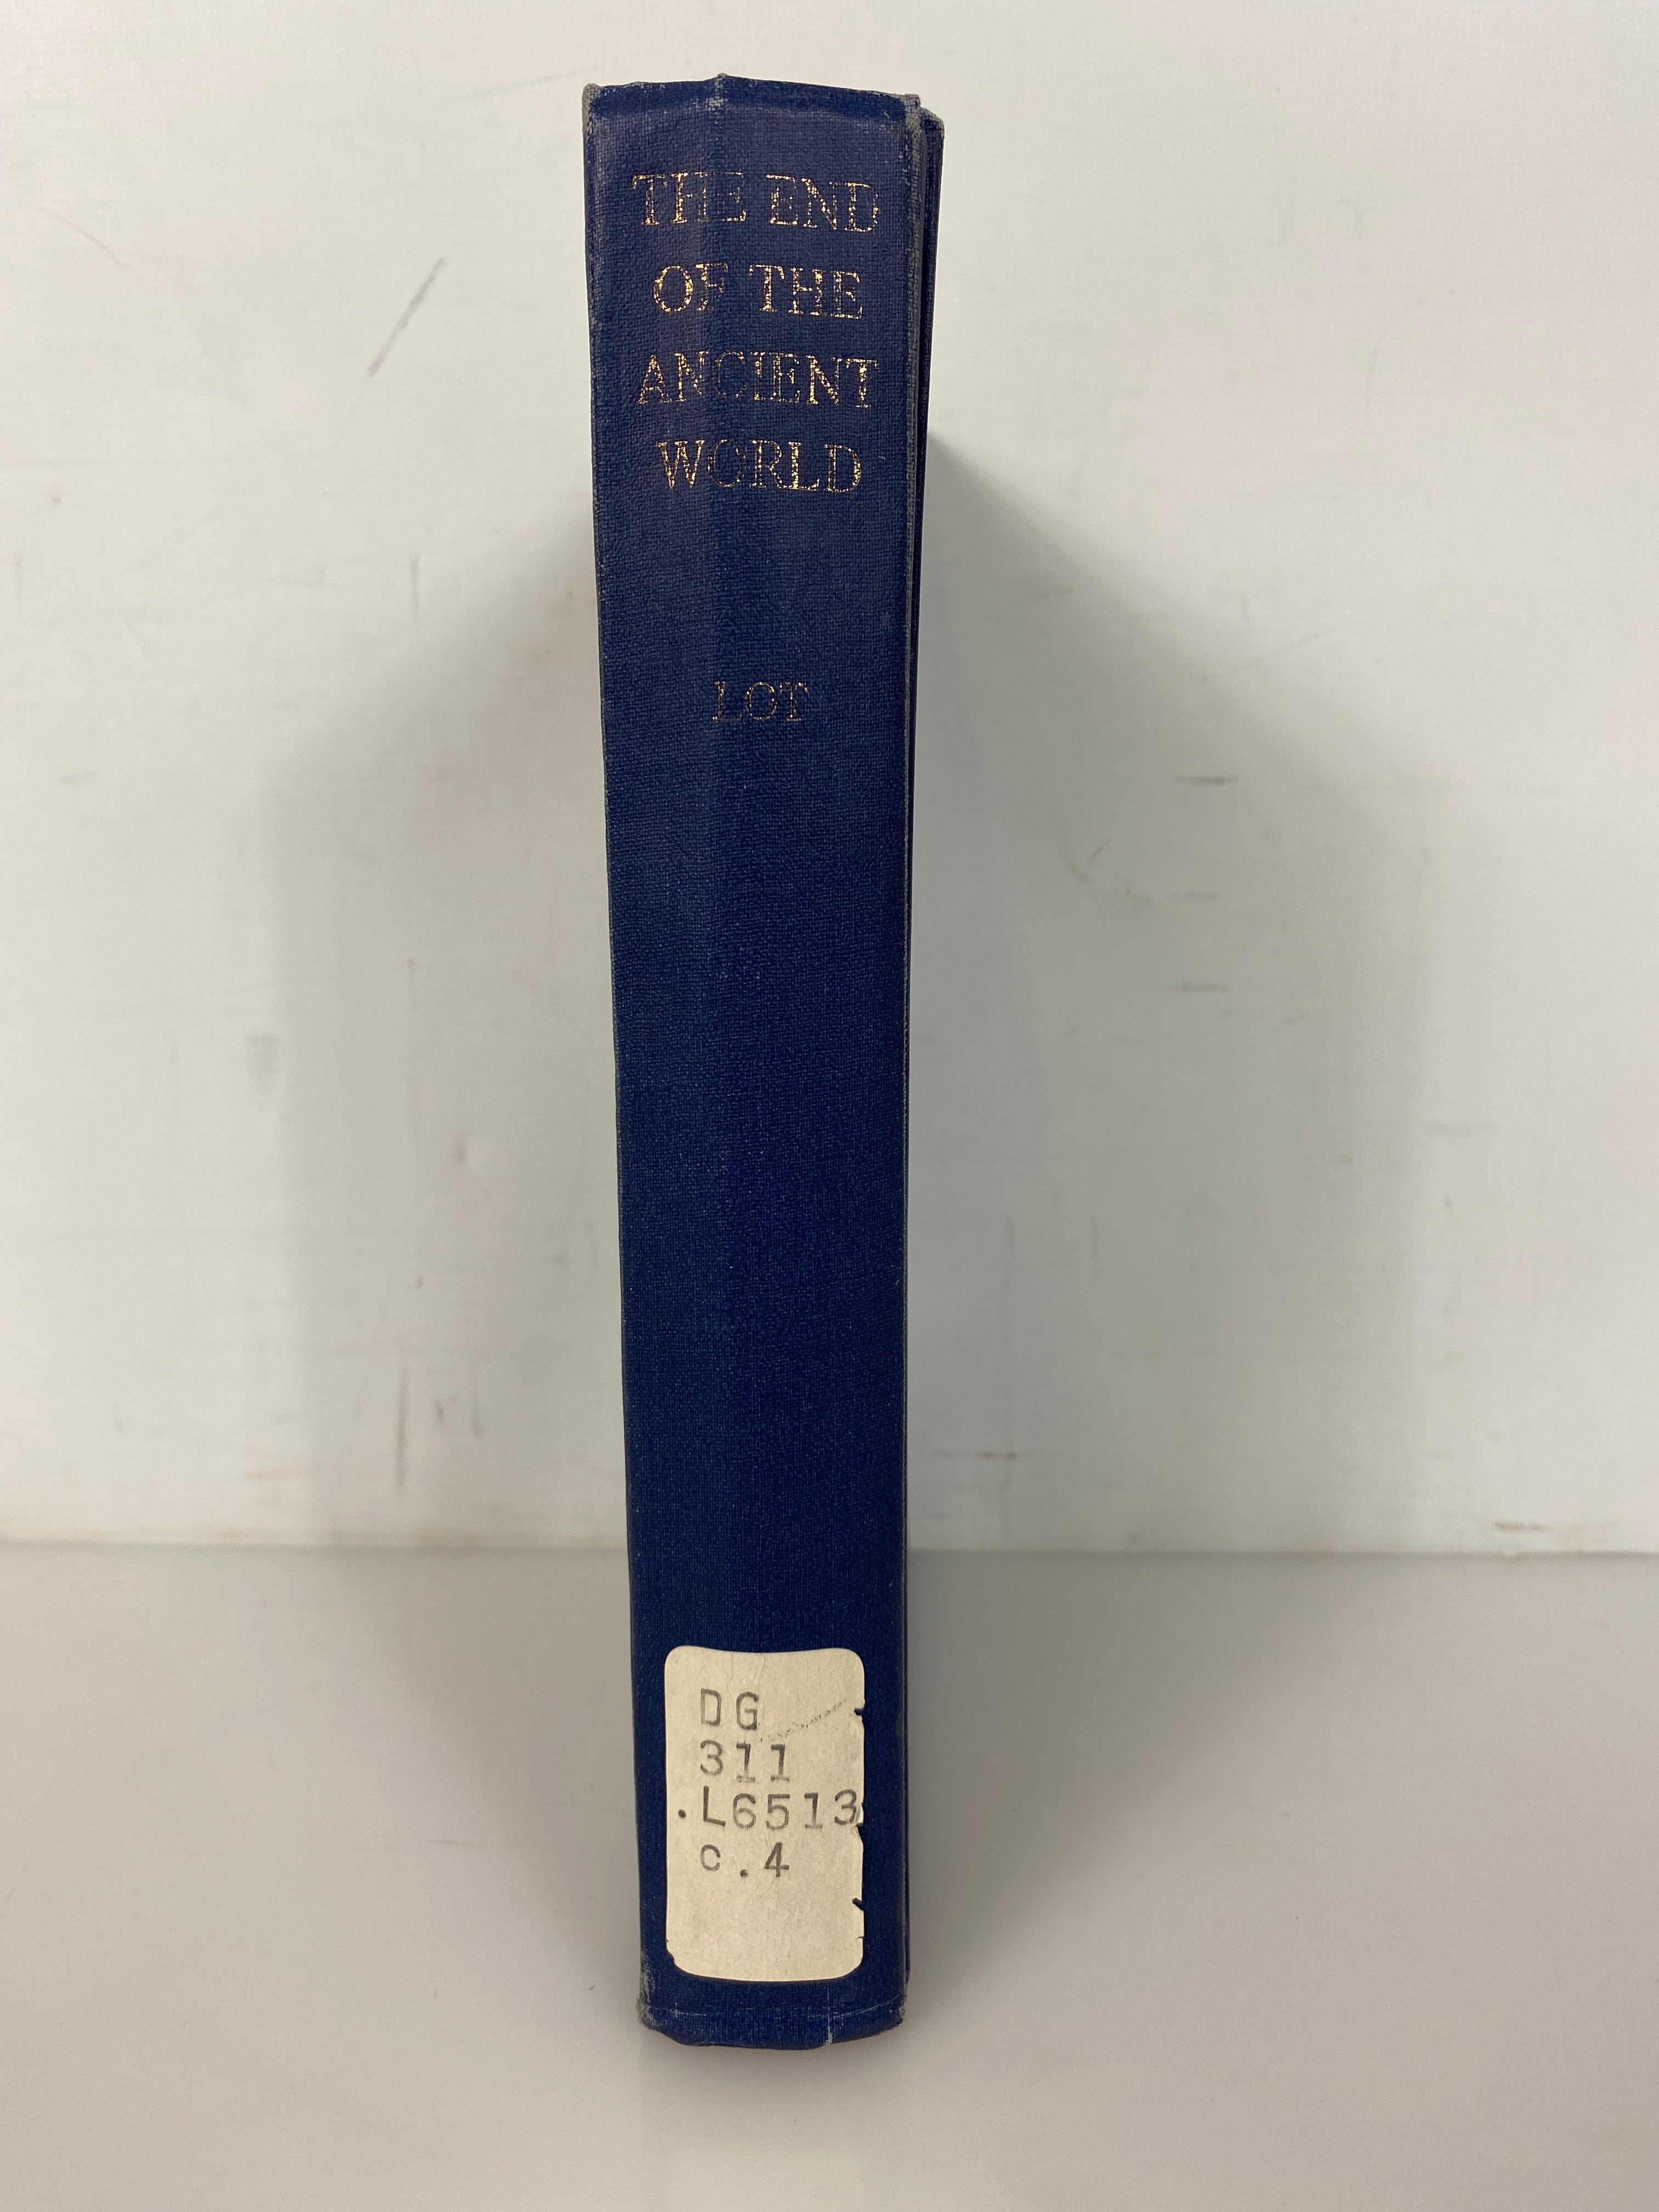 THE END
OF THE
ANCIENT
WORLD
LOT
DG
311
.L6513
c.4